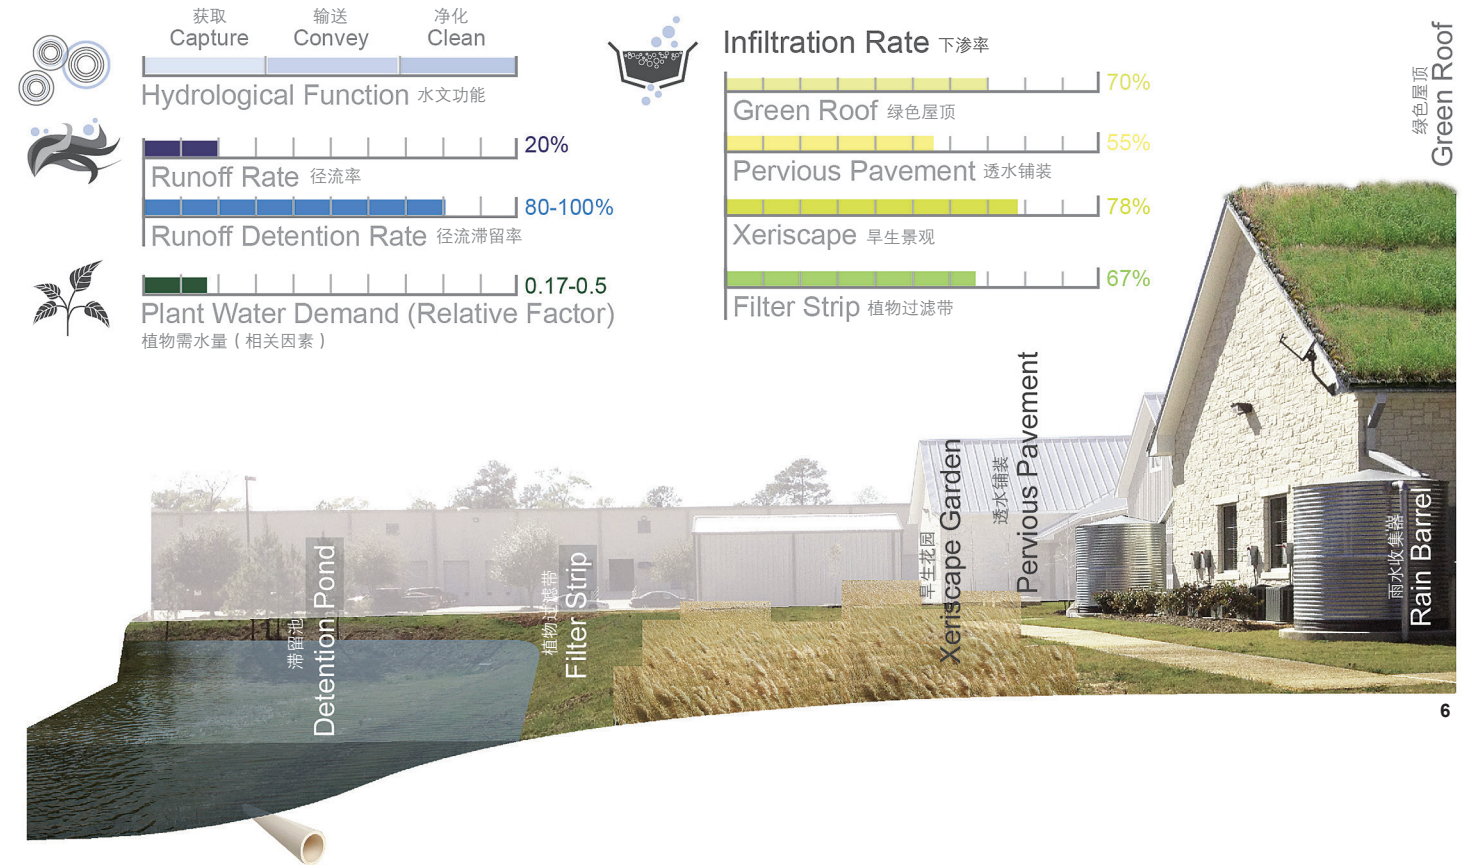 获取
Capture
输送
Convey
净化
Clean
Hydrological Function 水文功能
20%
Runoff Rate 径流率
80-100%
Runoff Detention Rate 径流滞留率
0.17-0.5
Plant Water Demand (Relative Factor)
植物需水量（相关因素）
Infiltration Rate 下渗率
70%
Green Roof 绿色屋顶
55%
Pervious Pavement 透水铺装
78%
Xeriscape 旱生景观
67%
Filter Strip 植物过滤带
滞留池
Detention Pond
植物过滤带
Filter Strip
旱生花园
Xeriscape Garden
透水铺装
Pervious Pavement
雨水收集器
Rain Barrel
绿色屋顶
Green Roof
6